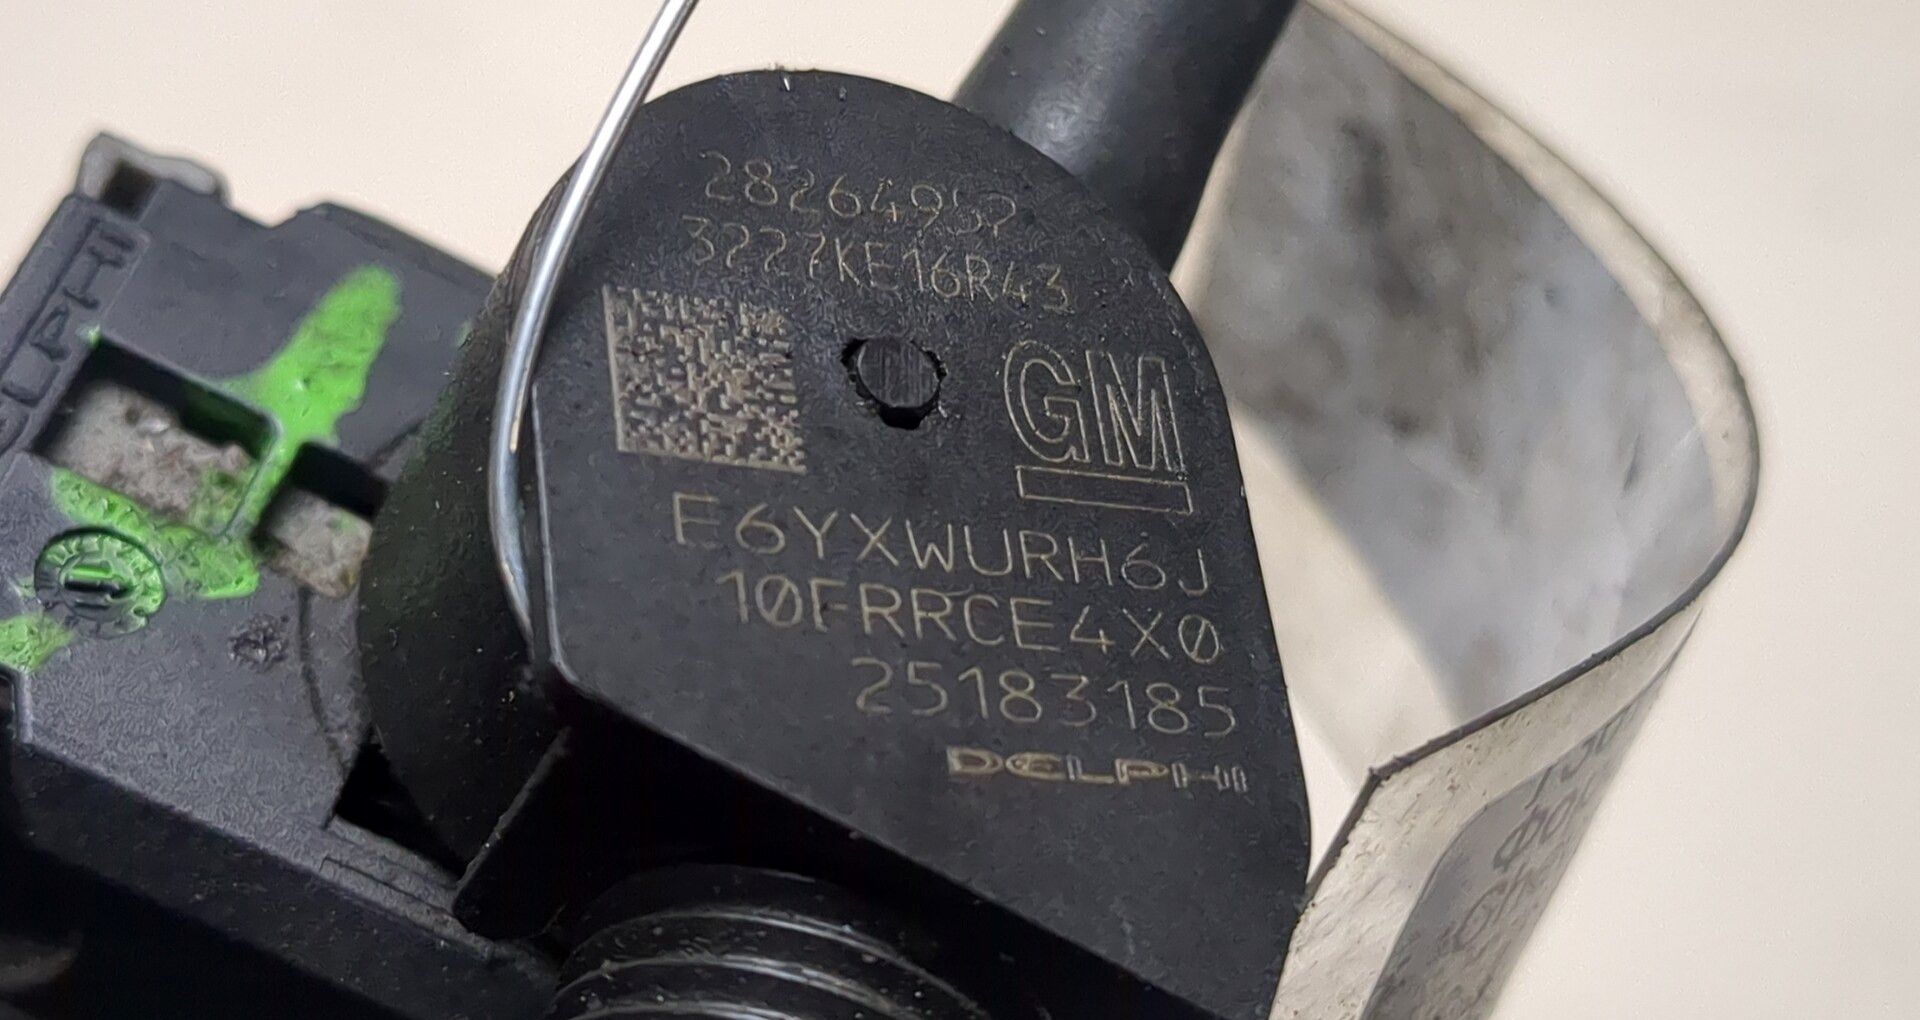 28264952
3227KE16R43
GM
E6YXWURH6J
10FRRCE4X0
25183185
DELPHI